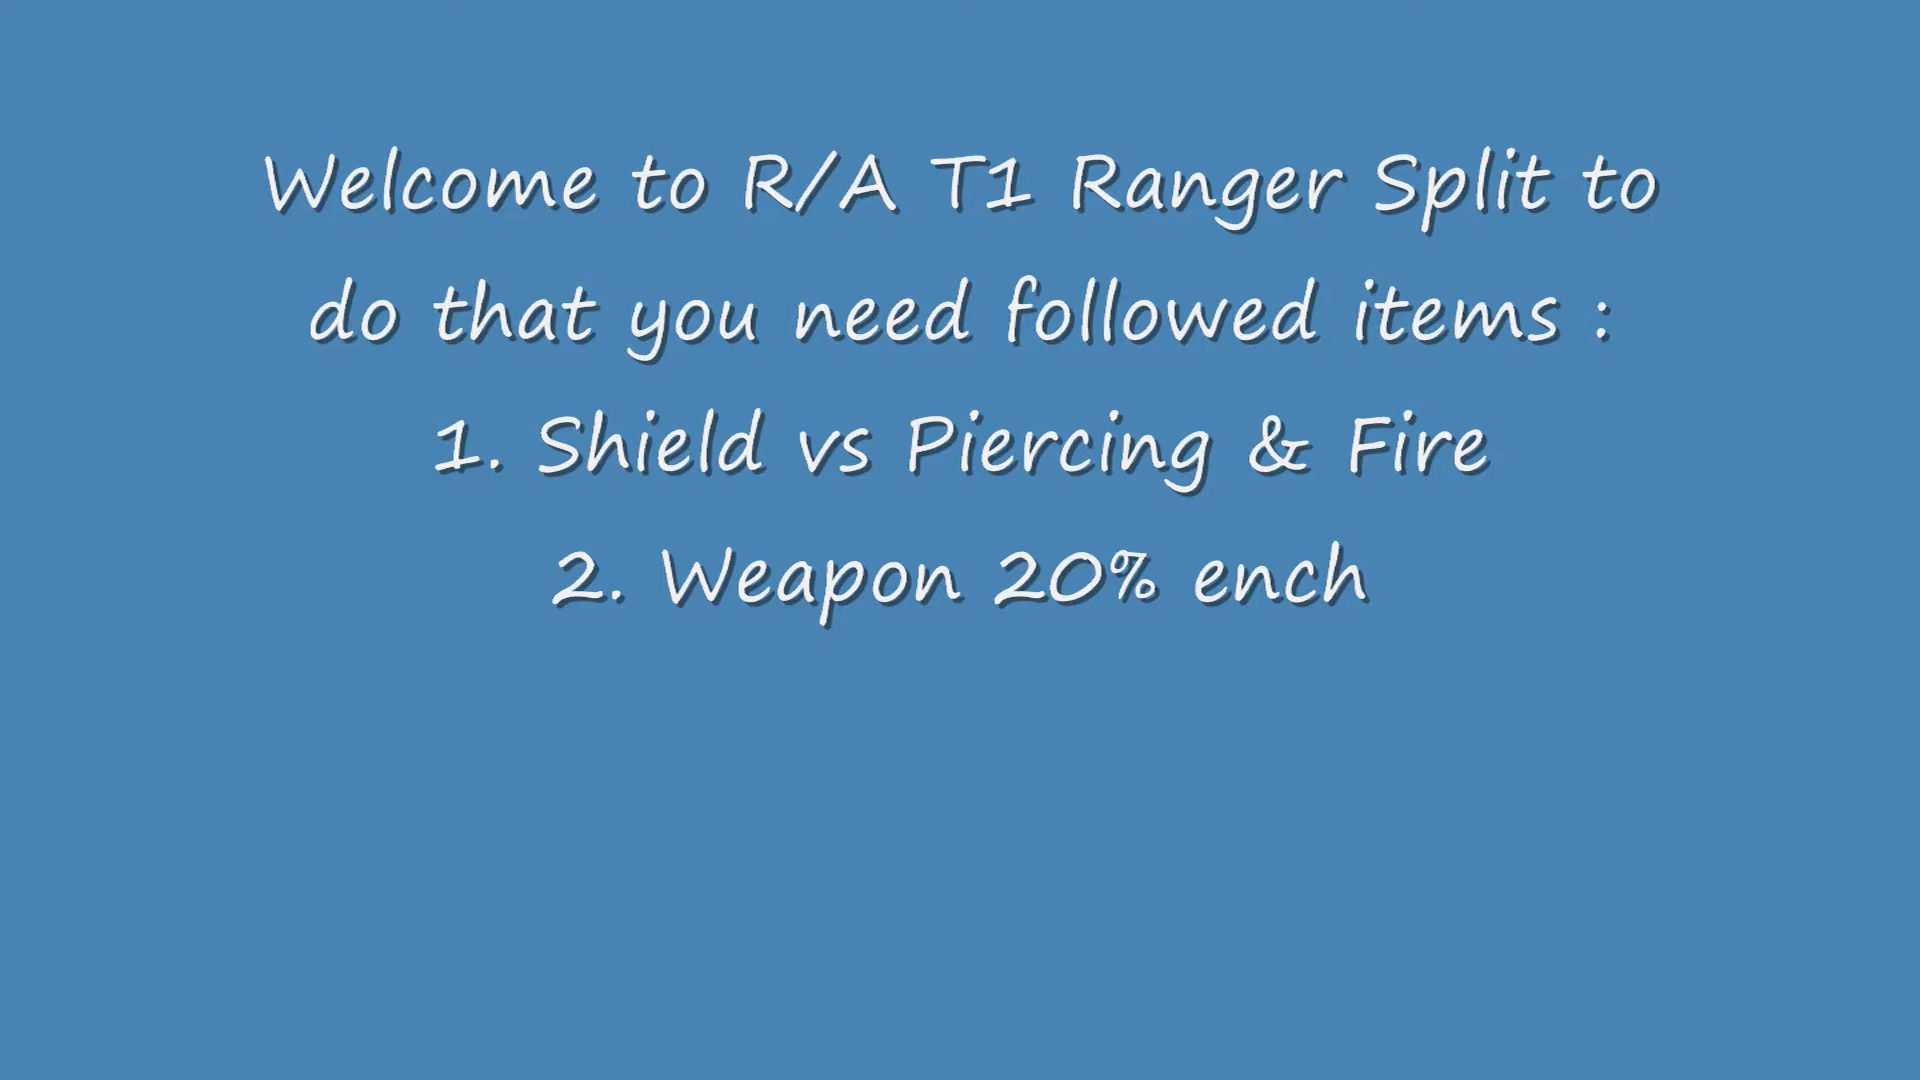 Welcome to R/A T1 Ranger Split to
do that you need followed items :
1. Shield vs Piercing & Fire
2. Weapon 20% ench